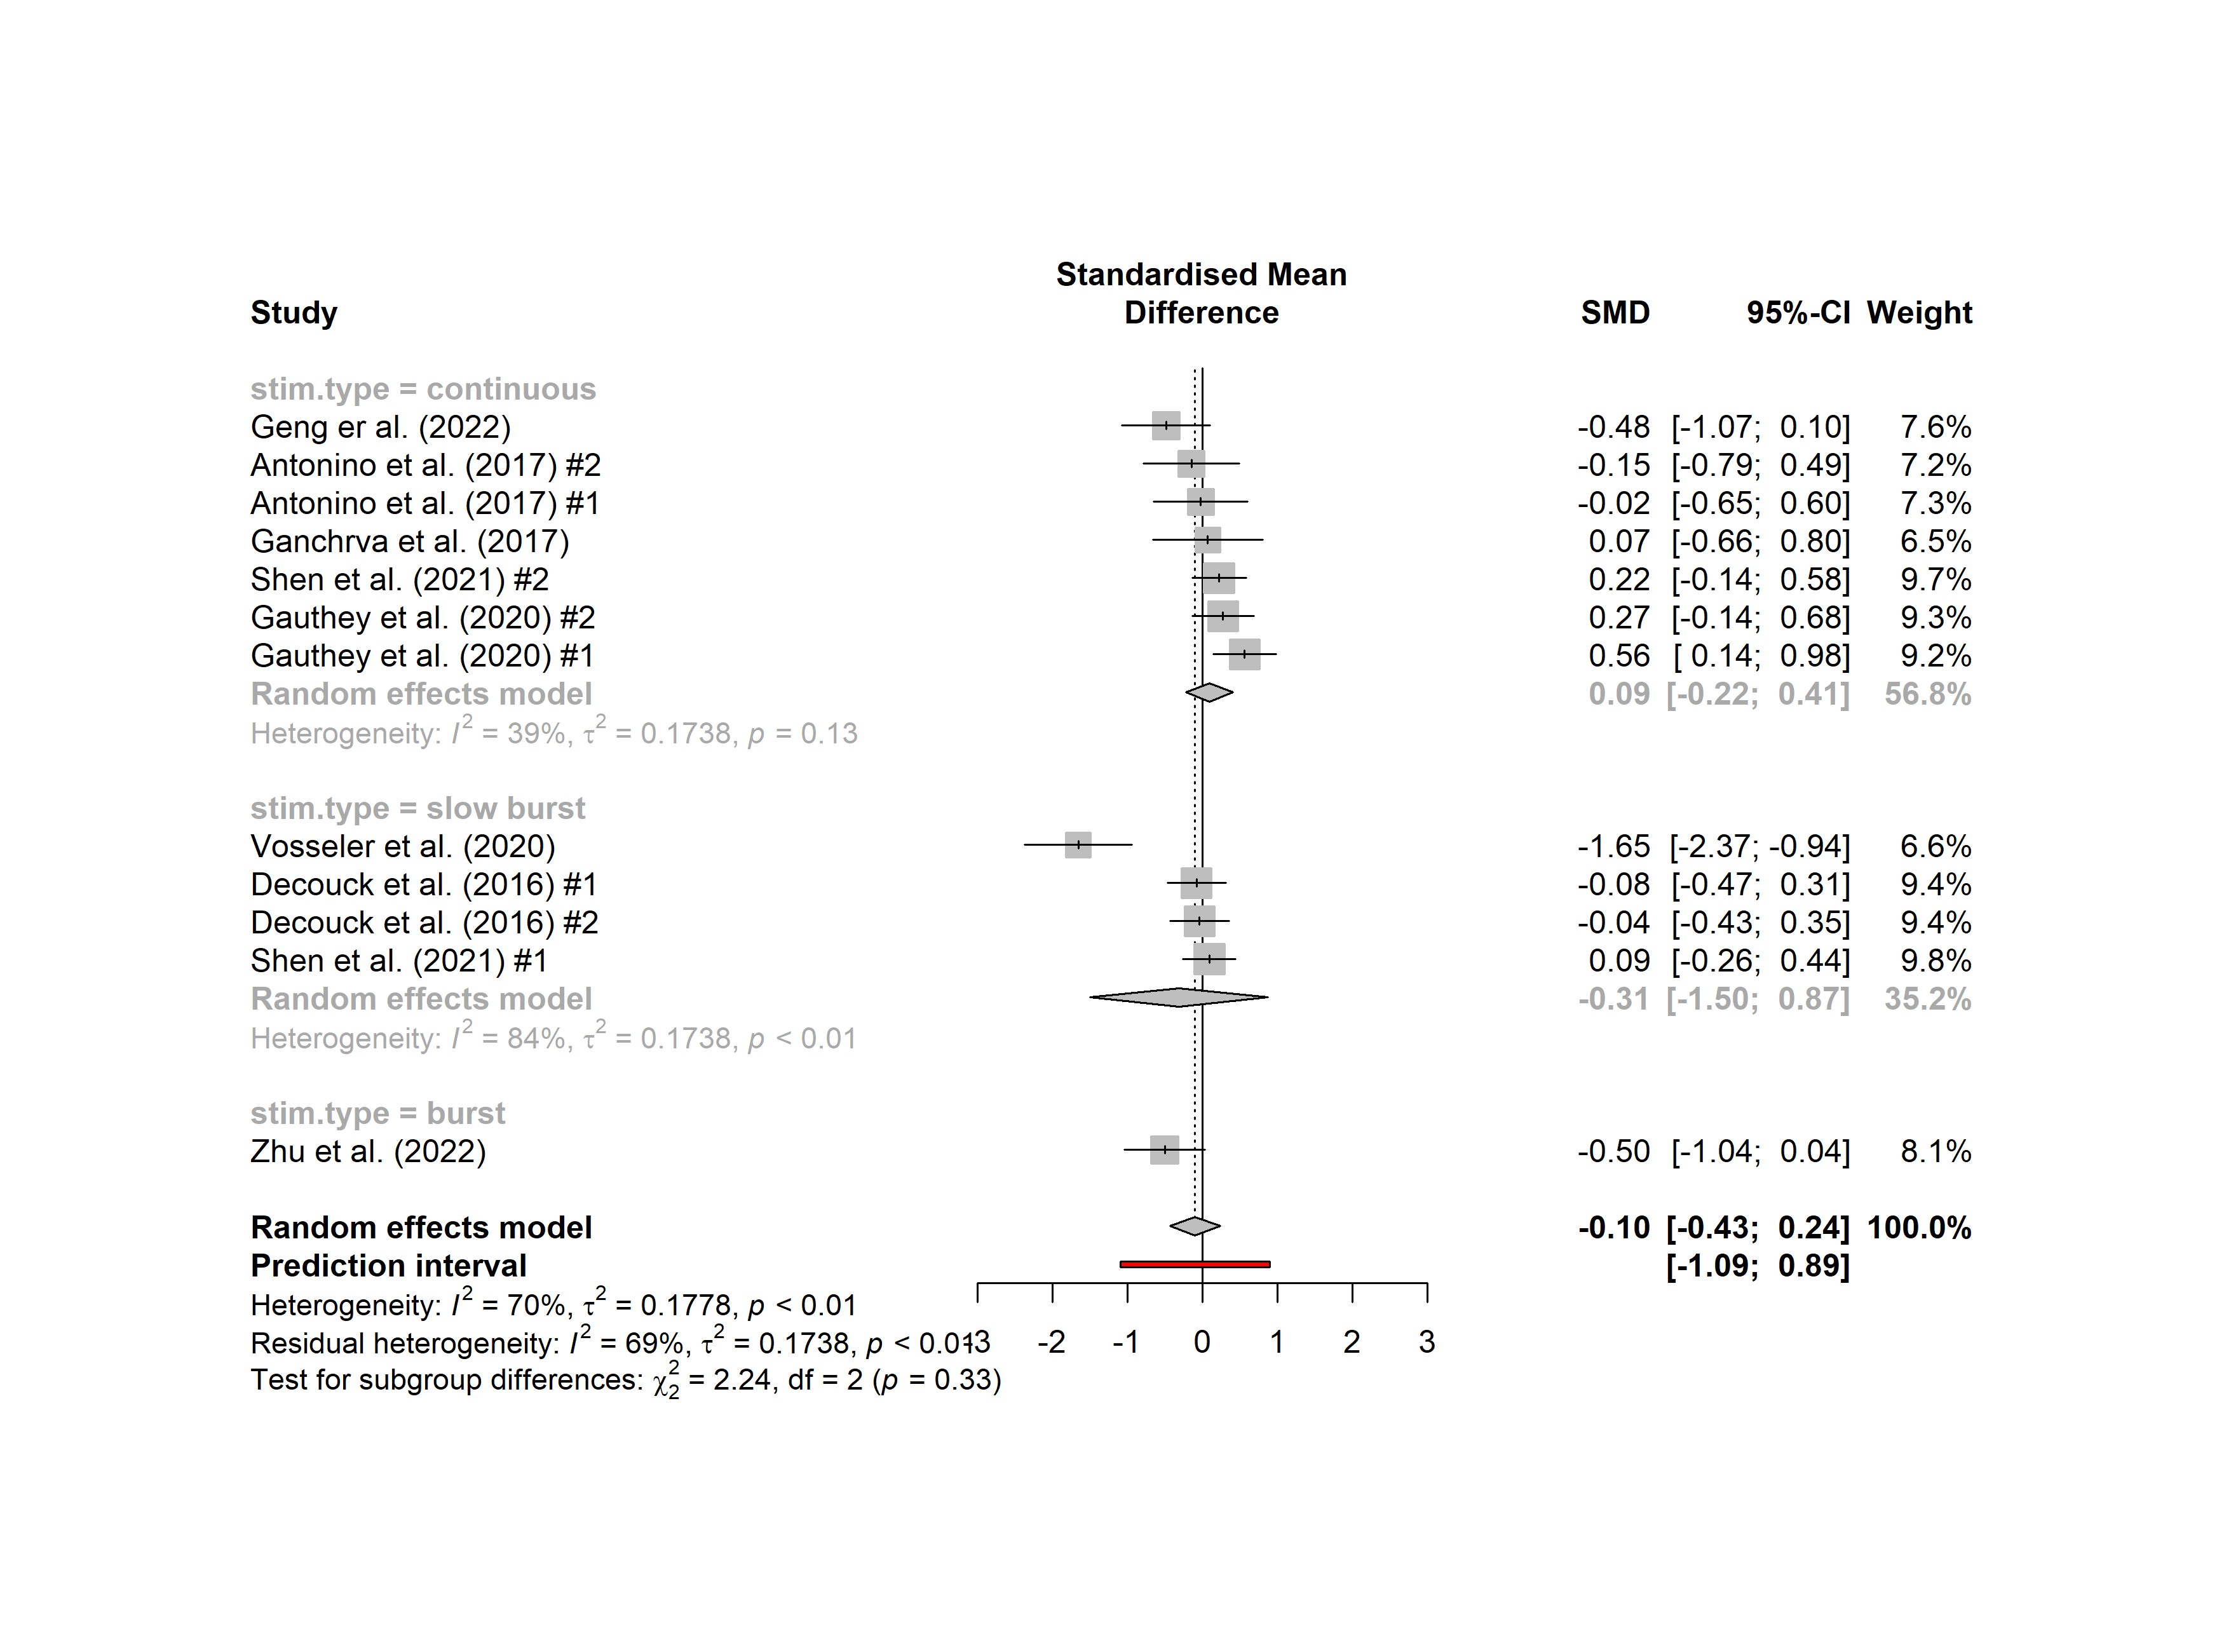 Standardised Mean
Study Difference SMD 95%-CI Weight
stim.type = continuous
Geng er al. (2022) -0.48 [-1.07; 0.10] 7.6%
Antonino et al. (2017) #2 -0.15 [-0.79; 0.49] 7.2%
Antonino et al. (2017) #1 -0.02 [-0.65; 0.60] 7.3%
Ganchrva et al. (2017) 0.07 [-0.66; 0.80] 6.5%
Shen et al. (2021) #2 0.22 [-0.14; 0.58] 9.7%
Gauthey et al. (2020) #2 0.27 [-0.14; 0.68] 9.3%
Gauthey et al. (2020) #1 0.56 [ 0.14; 0.98] 9.2%
Random effects model 0.09 [-0.22; 0.41] 56.8%
Heterogeneity: I² = 39%, τ² = 0.1738, p = 0.13
stim.type = slow burst
Vosseler et al. (2020) -1.65 [-2.37; -0.94] 6.6%
Decouck et al. (2016) #1 -0.08 [-0.47; 0.31] 9.4%
Decouck et al. (2016) #2 -0.04 [-0.43; 0.35] 9.4%
Shen et al. (2021) #1 0.09 [-0.26; 0.44] 9.8%
Random effects model -0.31 [-1.50; 0.87] 35.2%
Heterogeneity: I² = 84%, τ² = 0.1738, p < 0.01
stim.type = burst
Zhu et al. (2022) -0.50 [-1.04; 0.04] 8.1%
Random effects model -0.10 [-0.43; 0.24] 100.0%
Prediction interval [-1.09; 0.89]
Heterogeneity: I² = 70%, τ² = 0.1778, p < 0.01
Residual heterogeneity: I² = 69%, τ² = 0.1738, p < 0.01 -3 -2 -1 0 1 2 3
Test for subgroup differences: χ²₂ = 2.24, df = 2 (p = 0.33)